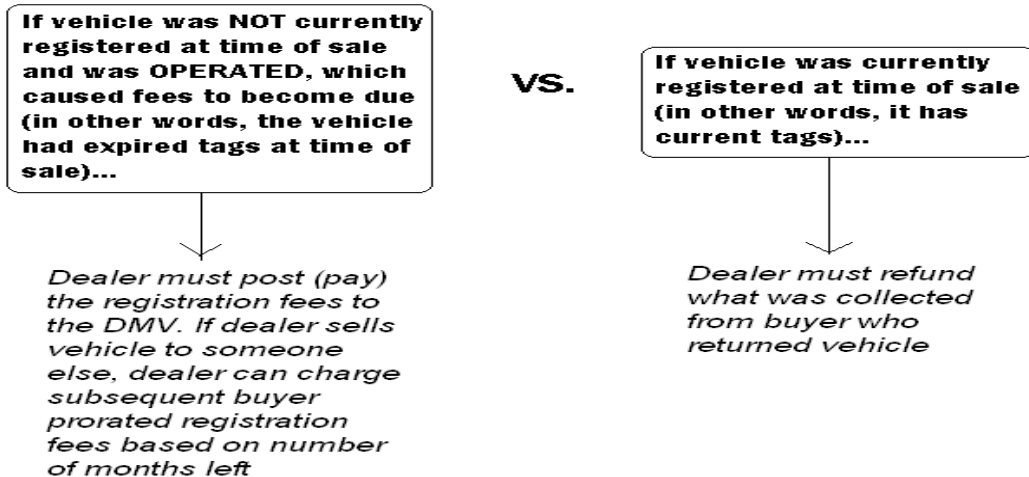 If vehicle was NOT currently
registered at time of sale
and was OPERATED, which
caused fees to become due
(in other words, the vehicle
had expired tags at time of
sale)...
vs.
If vehicle was currently
registered at time of sale
(in other words, it has
current tags)...
Dealer must post (pay)
the registration fees to
the DMV. If dealer sells
vehicle to someone
else, dealer can charge
subsequent buyer
prorated registration
fees based on number
of months left
Dealer must refund
what was collected
from buyer who
returned vehicle